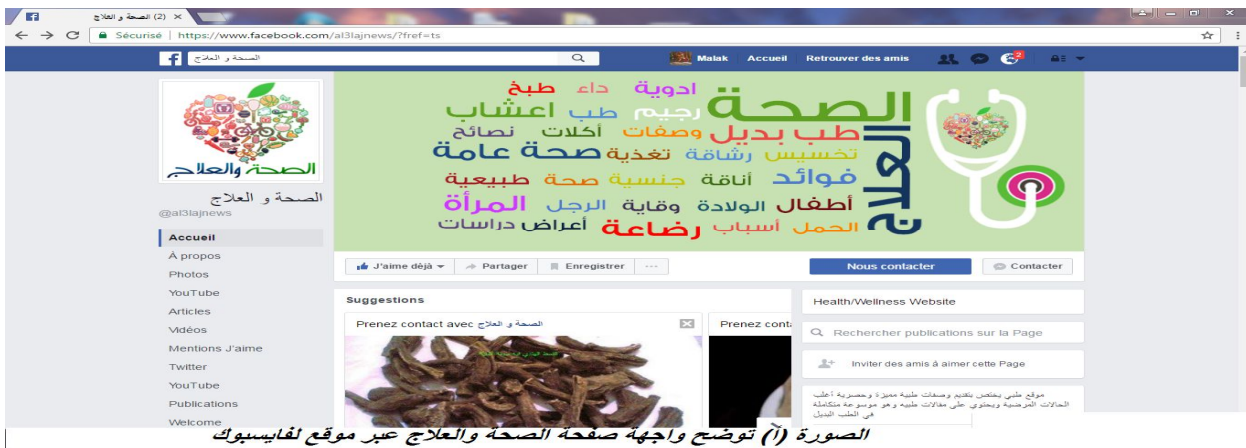 (2) الصحة و العلاج
Sécurisé | https://www.facebook.com/al3lajnews/?fref=ts
الصحة و العلاج
Malak Accueil Retrouver des amis 2
ادوية داء طبخ
الصحة
رجيم طب اعشاب
العلاج
طب بديل وصفات أكلات نصائح
تخسيس رشاقة تغذية صحة عامة
فوائد أناقة جنسية صحة طبيعية
أطفال الولادة وقاية الرجل المرأة
الحمل أسباب رضاعة أعراض دراسات
الصحة والعلاج
الصحة و العلاج
@al3lajnews
Accueil
À propos
Photos
YouTube
Articles
Vidéos
Mentions J'aime
Twitter
YouTube
Publications
Welcome
J'aime déjà Partager Enregistrer ...
Nous contacter Contacter
Suggestions
Prenez contact avec الصحة و العلاج
Prenez conta
Health/Wellness Website
Rechercher publications sur la Page
Inviter des amis à aimer cette Page
موقع طبي يختص بتقديم وصفات طبية مميزة وحصرية أغلب
الحالات المرضية ويحتوي على مقالات طبية وهو موسوعة متكاملة
في الطب البديل
الصورة (أ) توضح واجهة صفحة الصحة والعلاج عبر موقع لفايسبوك